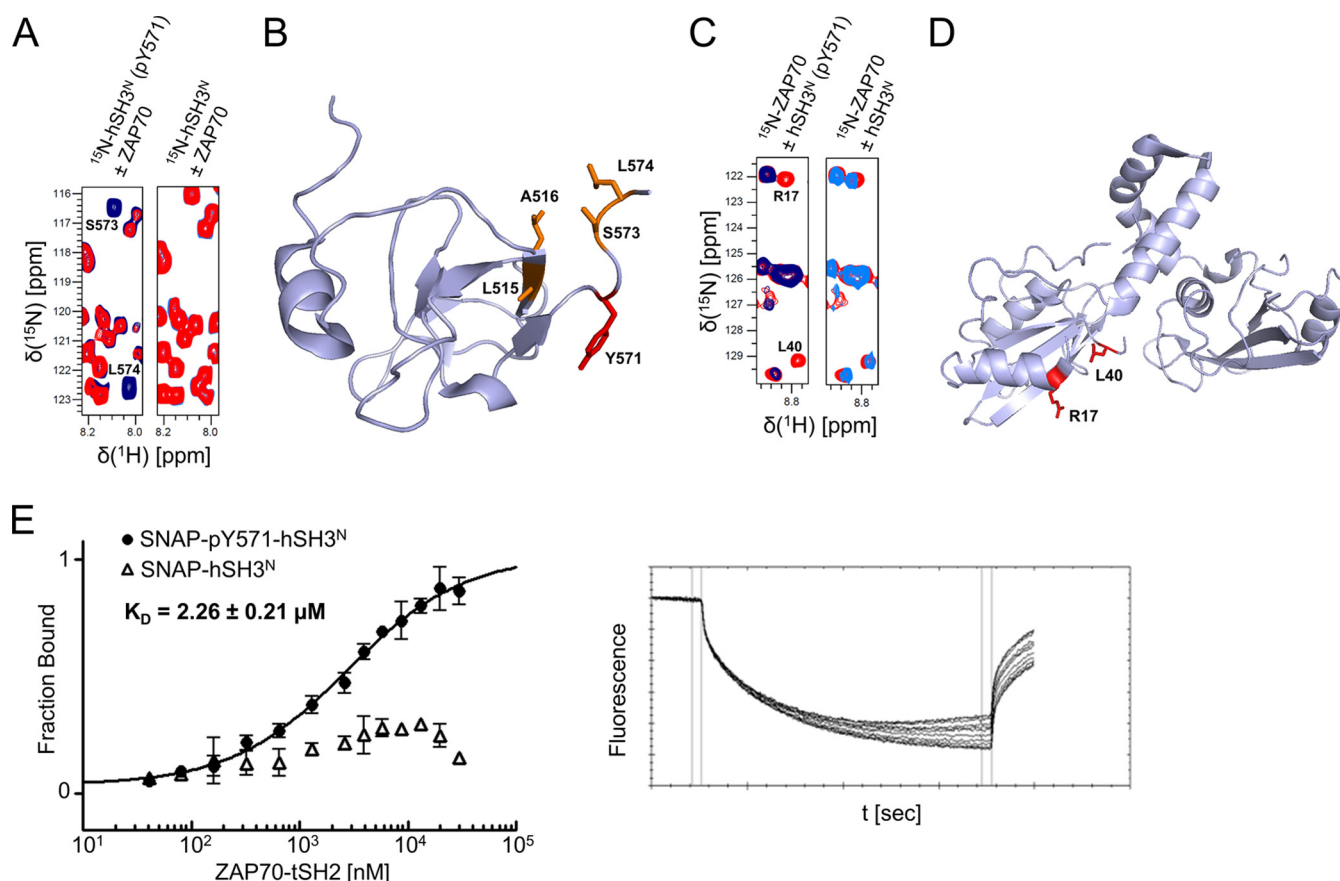 A
¹⁵N-hSH3ᴺ (pY571)
± ZAP70
¹⁵N-hSH3ᴺ
± ZAP70
116
117
118
120
121
122
123
δ(¹⁵N) [ppm]
S573
L574
8.2
8.0
8.2
8.0
δ(¹H) [ppm]
B
L574
A516
S573
L515
Y571
C
¹⁵N-ZAP70
± hSH3ᴺ (pY571)
¹⁵N-ZAP70
± hSH3ᴺ
122
123
125
126
127
128
129
δ(¹⁵N) [ppm]
R17
L40
8.8
8.8
δ(¹H) [ppm]
D
L40
R17
E
● SNAP-pY571-hSH3ᴺ
△ SNAP-hSH3ᴺ
K_D = 2.26 ± 0.21 µM
1
0
Fraction Bound
10¹
10²
10³
10⁴
10⁵
ZAP70-tSH2 [nM]
Fluorescence
t [sec]